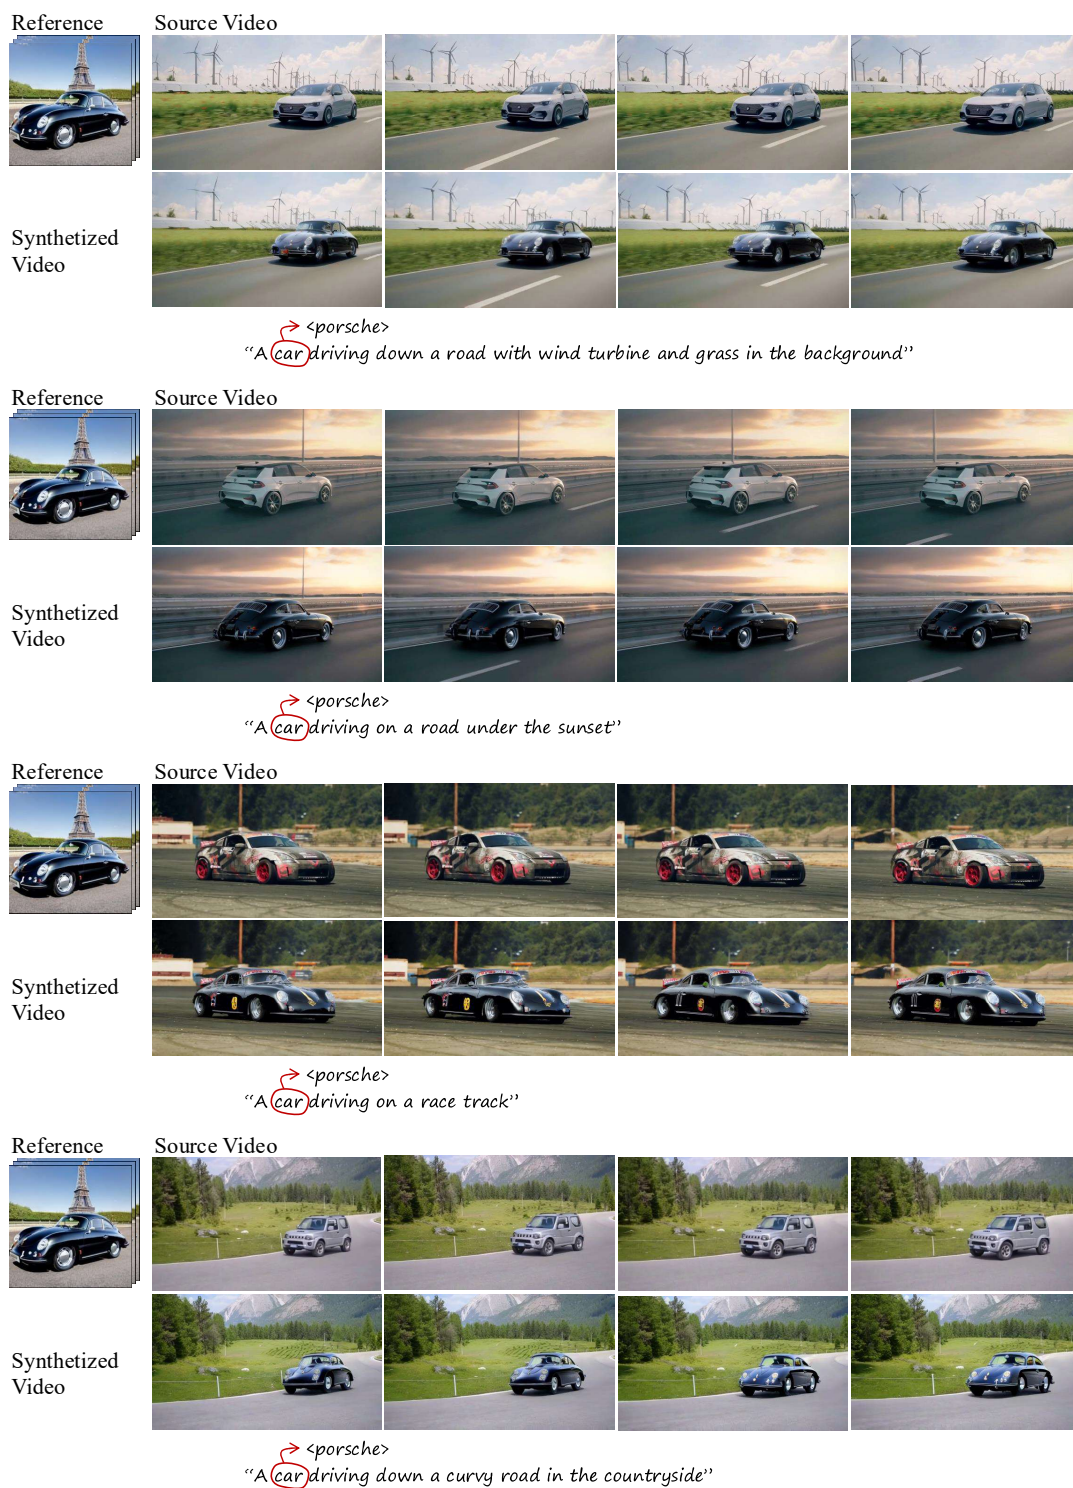 Reference Source Video
Synthetized
Video
<porsche>
“A car driving down a road with wind turbine and grass in the background”
Reference Source Video
Synthetized
Video
<porsche>
“A car driving on a road under the sunset”
Reference Source Video
Synthetized
Video
<porsche>
“A car driving on a race track”
Reference Source Video
Synthetized
Video
<porsche>
“A car driving down a curvy road in the countryside”